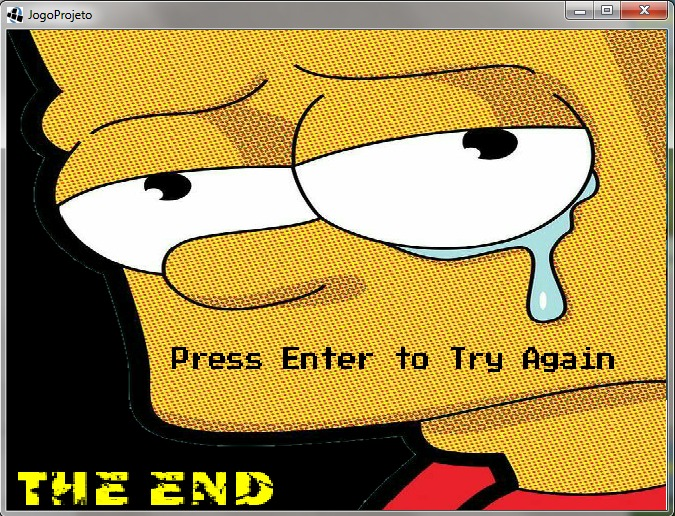 JogoProjeto
Press Enter to Try Again
THE END